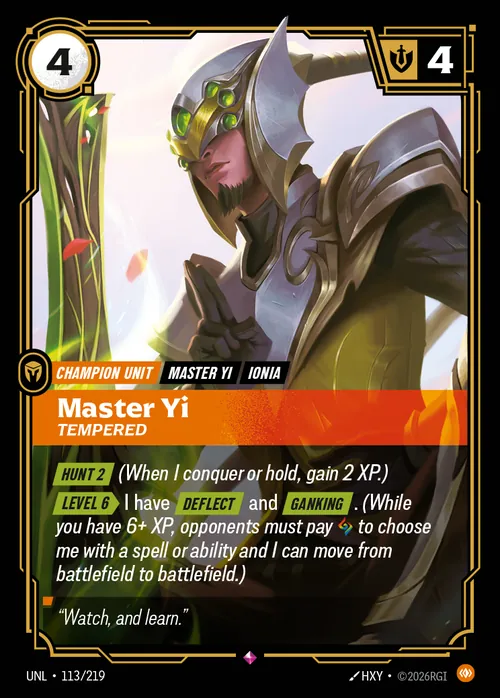 4
4
CHAMPION UNIT MASTER YI IONIA
Master Yi
TEMPERED
HUNT 2 (When I conquer or hold, gain 2 XP.)
LEVEL 6 I have DEFLECT and GANKING. (While
you have 6+ XP, opponents must pay to choose
me with a spell or ability and I can move from
battlefield to battlefield.)
“Watch, and learn.”
UNL • 113/219 HXY • ©2026RGI